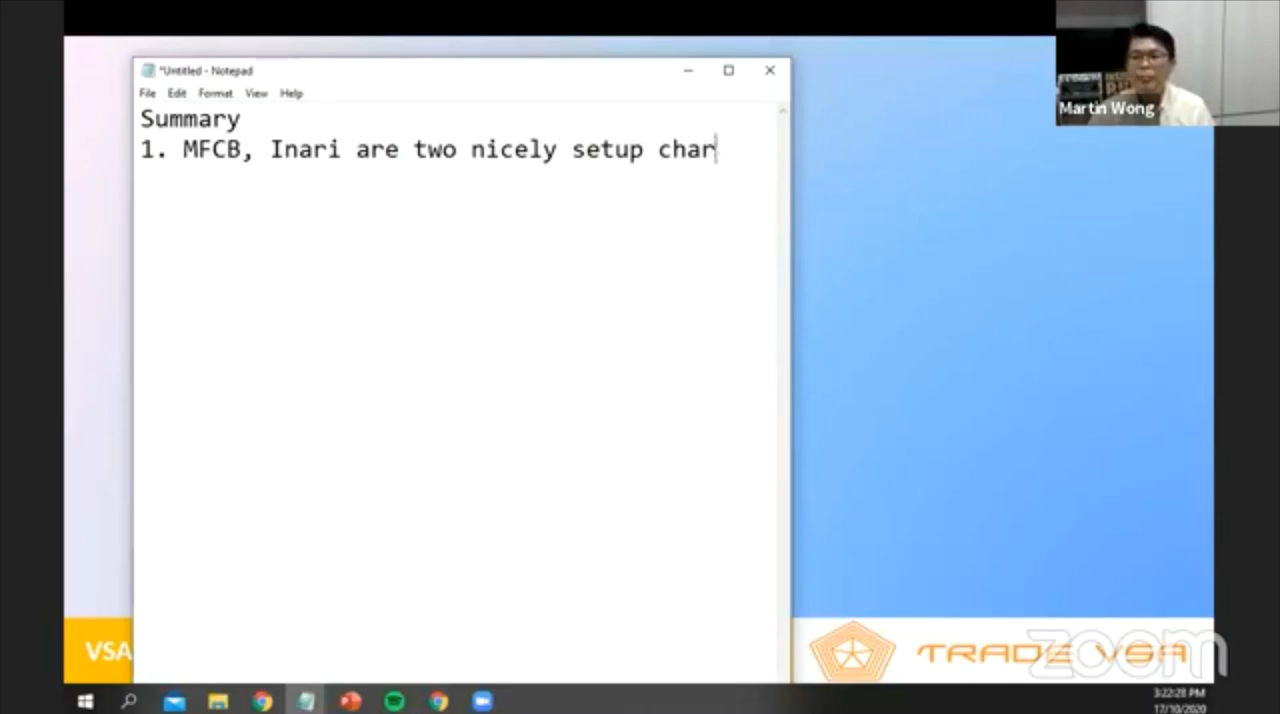 *Untitled - Notepad
File Edit Format View Help
Summary
1. MFCB, Inari are two nicely setup char
Martin Wong
VSA
TRADE VSA
zoom
3:22:28 PM
17/10/2020